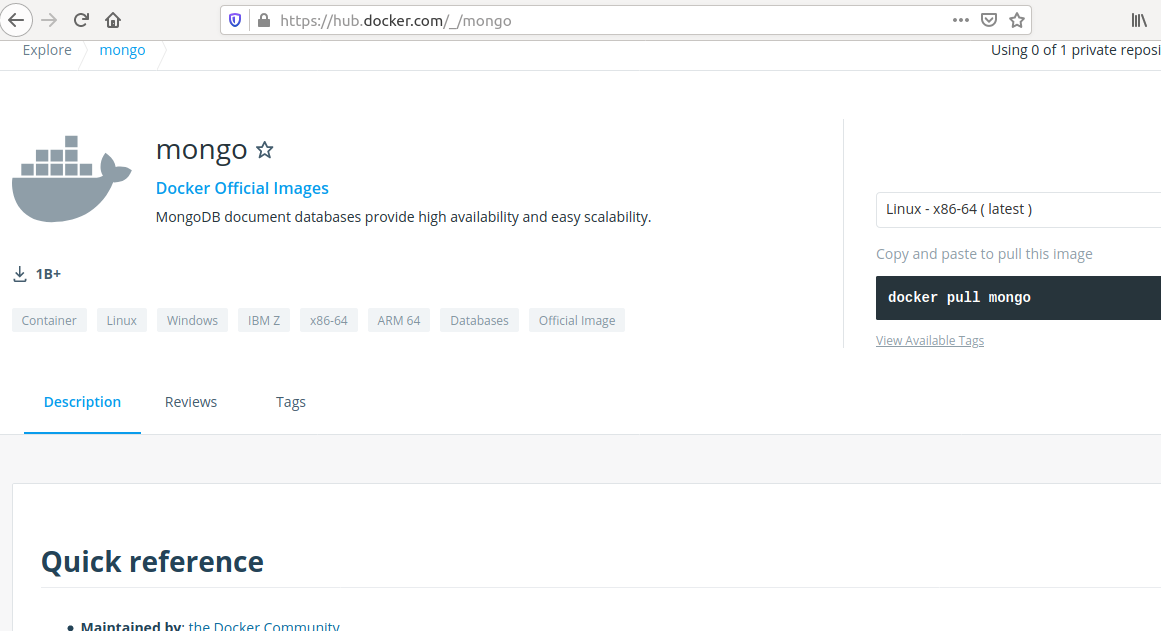 https://hub.docker.com/_/mongo
Explore mongo
Using 0 of 1 private
mongo
Docker Official Images
MongoDB document databases provide high availability and easy scalability.
1B+
Container Linux Windows IBM Z x86-64 ARM 64 Databases Official Image
Linux - x86-64 ( latest )
Copy and paste to pull this image
docker pull mongo
View Available Tags
Description Reviews Tags
Quick reference
• Maintained by: the Docker Community